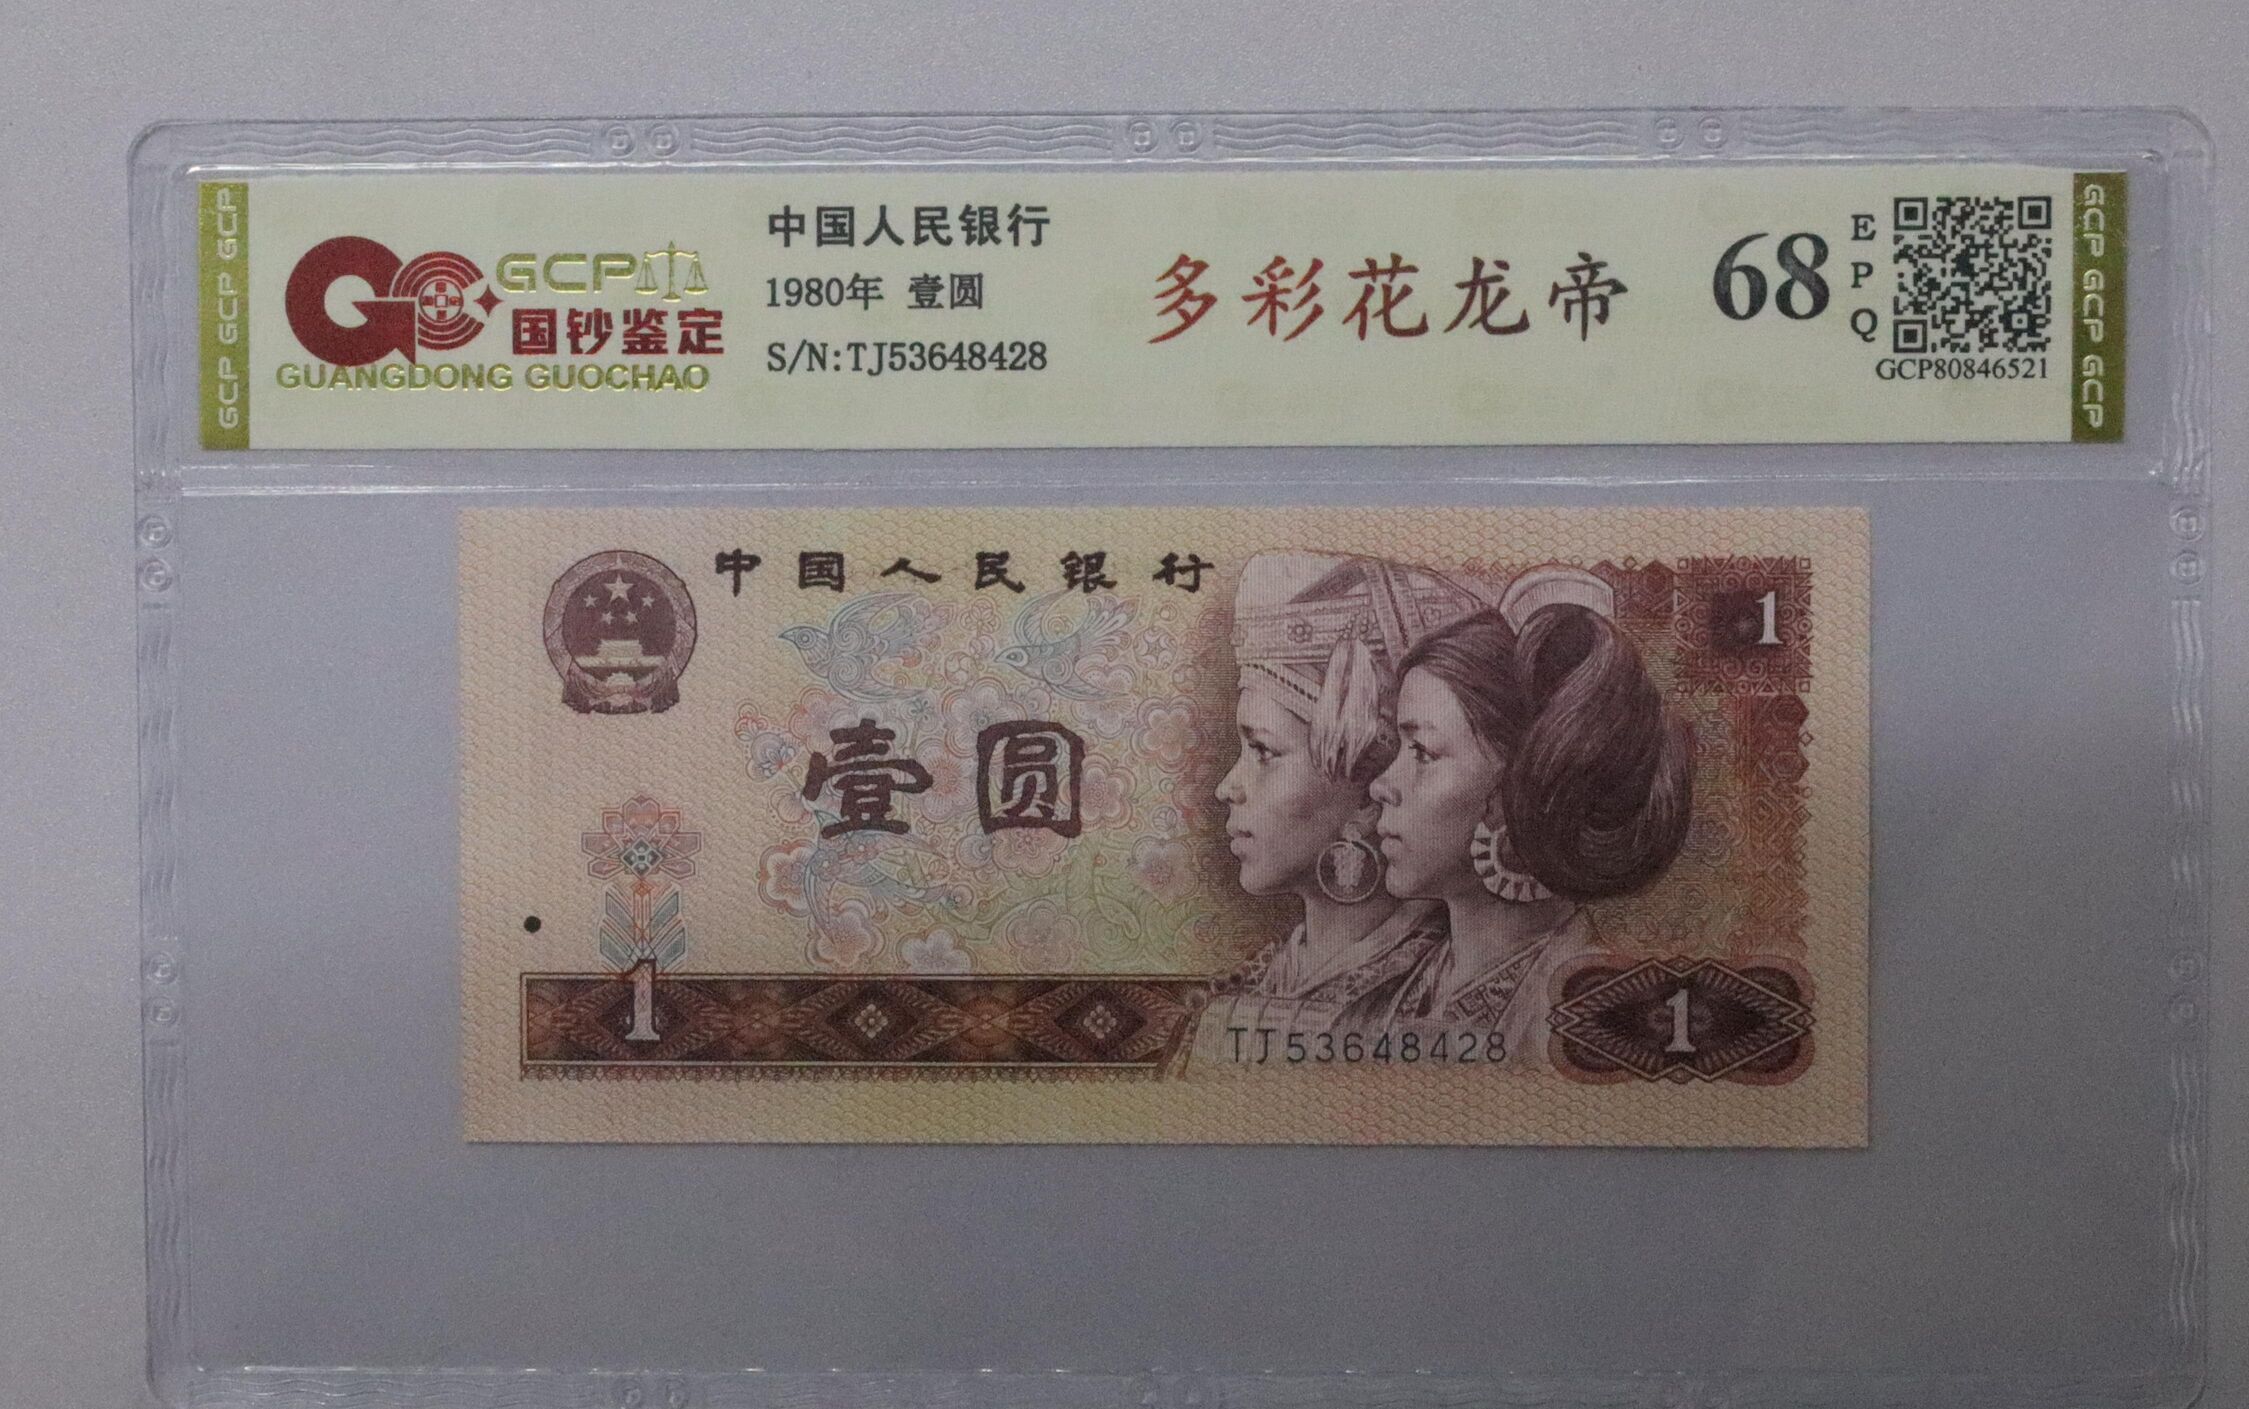 GCP GCP GCP
GCP
国钞鉴定
GUANGDONG GUOCHAO
中国人民银行
1980年 壹圆
S/N:TJ53648428
多彩花龙帝
68
EPQ
GCP80846521
GCP GCP GCP
中国人民银行
1
壹圆
1
TJ53648428
1